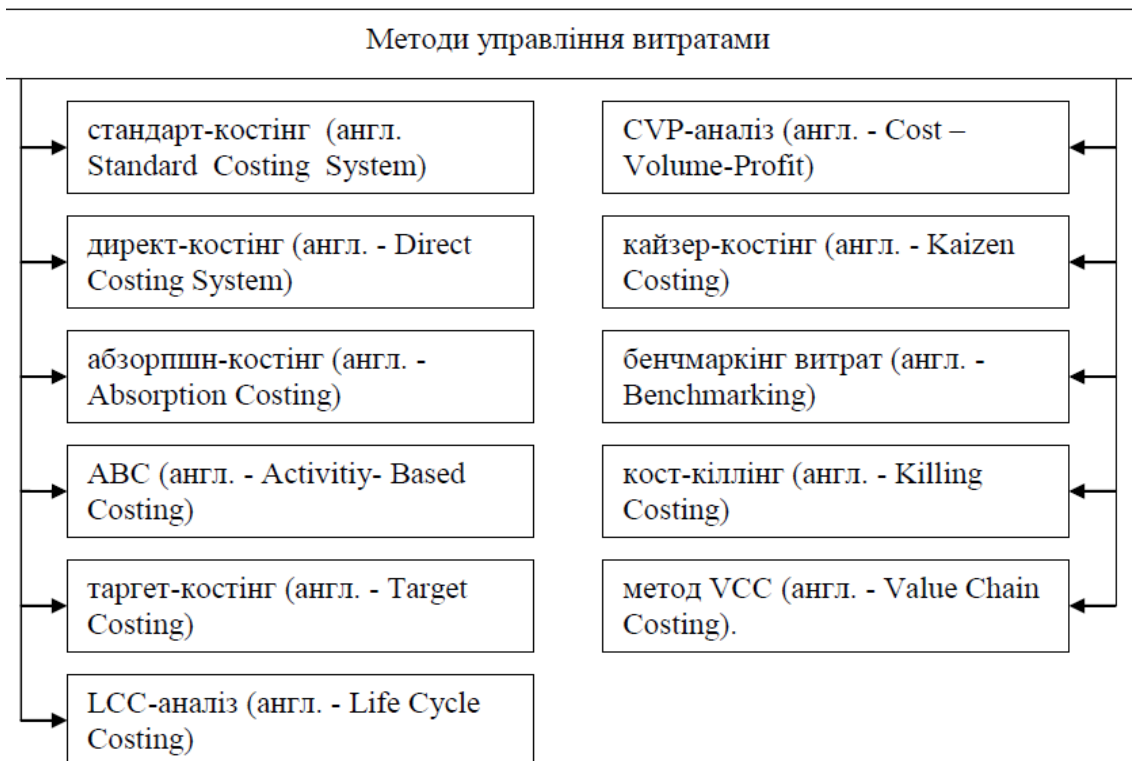 Методи управління витратами
стандарт-костінг (англ.
Standard Costing System)
директ-костінг (англ. - Direct
Costing System)
абзорпшн-костінг (англ. -
Absorption Costing)
ABC (англ. - Activitiy- Based
Costing)
таргет-костінг (англ. - Target
Costing)
LCC-аналіз (англ. - Life Cycle
Costing)
CVP-аналіз (англ. - Cost –
Volume-Profit)
кайзер-костінг (англ. - Kaizen
Costing)
бенчмаркінг витрат (англ. -
Benchmarking)
кост-кіллінг (англ. - Killing
Costing)
метод VCC (англ. - Value Chain
Costing).